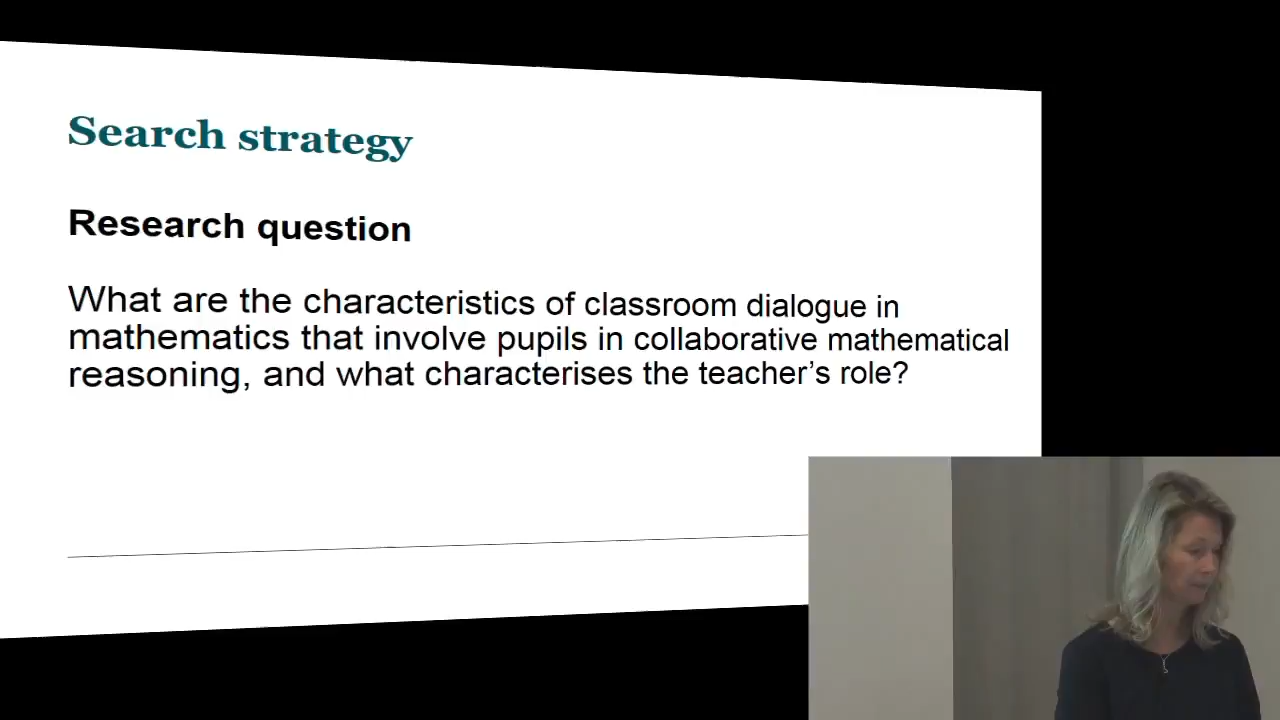 Search strategy
Research question
What are the characteristics of classroom dialogue in
mathematics that involve pupils in collaborative mathematical
reasoning, and what characterises the teacher’s role?